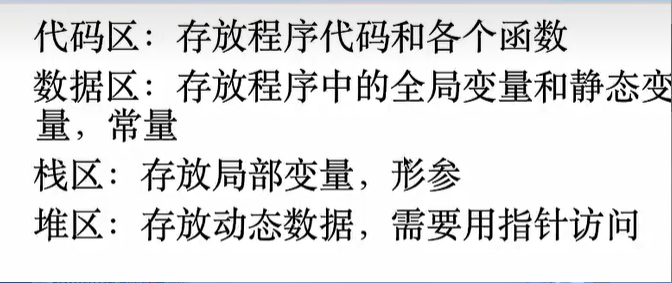 代码区：存放程序代码和各个函数
数据区：存放程序中的全局变量和静态变
量，常量
栈区：存放局部变量，形参
堆区：存放动态数据，需要用指针访问